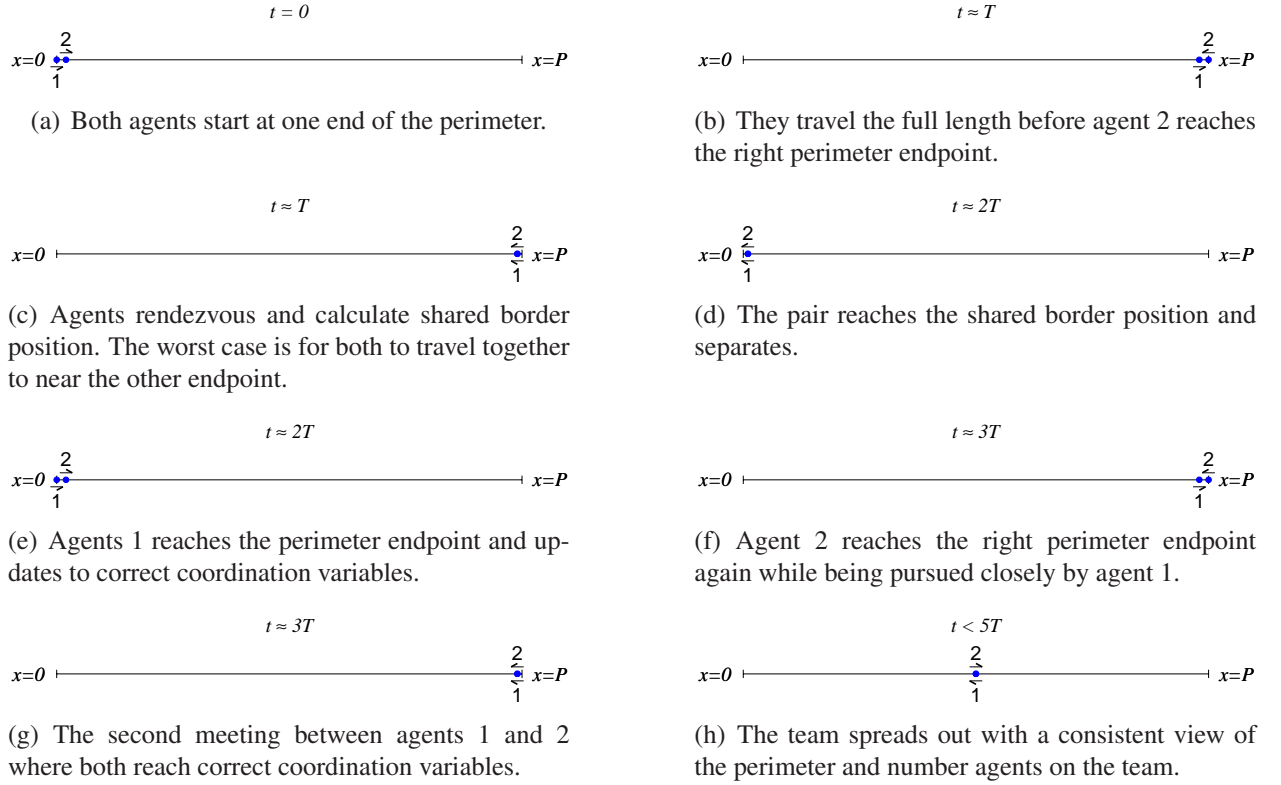 t = 0
2
x=0
x=P
1
(a) Both agents start at one end of the perimeter.
t ≈ T
2
x=0
x=P
1
(b) They travel the full length before agent 2 reaches
the right perimeter endpoint.
t ≈ T
2
x=0
x=P
1
(c) Agents rendezvous and calculate shared border
position. The worst case is for both to travel together
to near the other endpoint.
t ≈ 2T
2
x=0
x=P
1
(d) The pair reaches the shared border position and
separates.
t ≈ 2T
2
x=0
x=P
1
(e) Agents 1 reaches the perimeter endpoint and up-
dates to correct coordination variables.
t ≈ 3T
2
x=0
x=P
1
(f) Agent 2 reaches the right perimeter endpoint
again while being pursued closely by agent 1.
t ≈ 3T
2
x=0
x=P
1
(g) The second meeting between agents 1 and 2
where both reach correct coordination variables.
t < 5T
2
x=0
x=P
1
(h) The team spreads out with a consistent view of
the perimeter and number agents on the team.